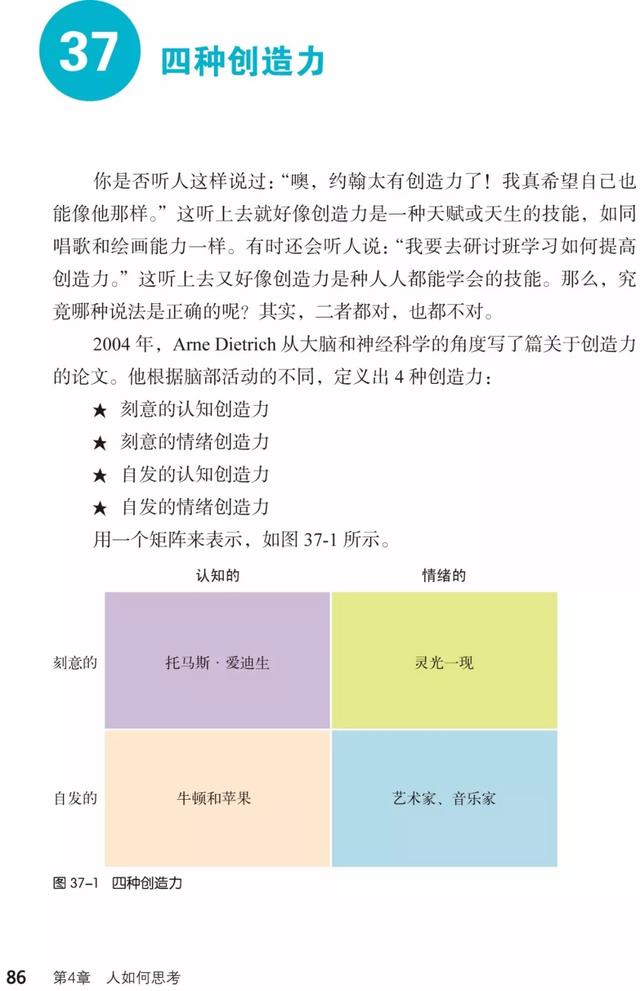 37
四种创造力
你是否听人这样说过：“噢，约翰太有创造力了！我真希望自己也
能像他那样。”这听上去就好像创造力是一种天赋或天生的技能，如同
唱歌和绘画能力一样。有时还会听人说：“我要去研讨班学习如何提高
创造力。”这听上去又好像创造力是种人人都能学会的技能。那么，究
竟哪种说法是正确的呢？其实，二者都对，也都不对。
2004 年，Arne Dietrich 从大脑和神经科学的角度写了篇关于创造力
的论文。他根据脑部活动的不同，定义出 4 种创造力：
★ 刻意的认知创造力
★ 刻意的情绪创造力
★ 自发的认知创造力
★ 自发的情绪创造力
用一个矩阵来表示，如图 37-1 所示。
认知的 情绪的
刻意的 托马斯·爱迪生 灵光一现
自发的 牛顿和苹果 艺术家、音乐家
图 37-1 四种创造力
86 第4章 人如何思考